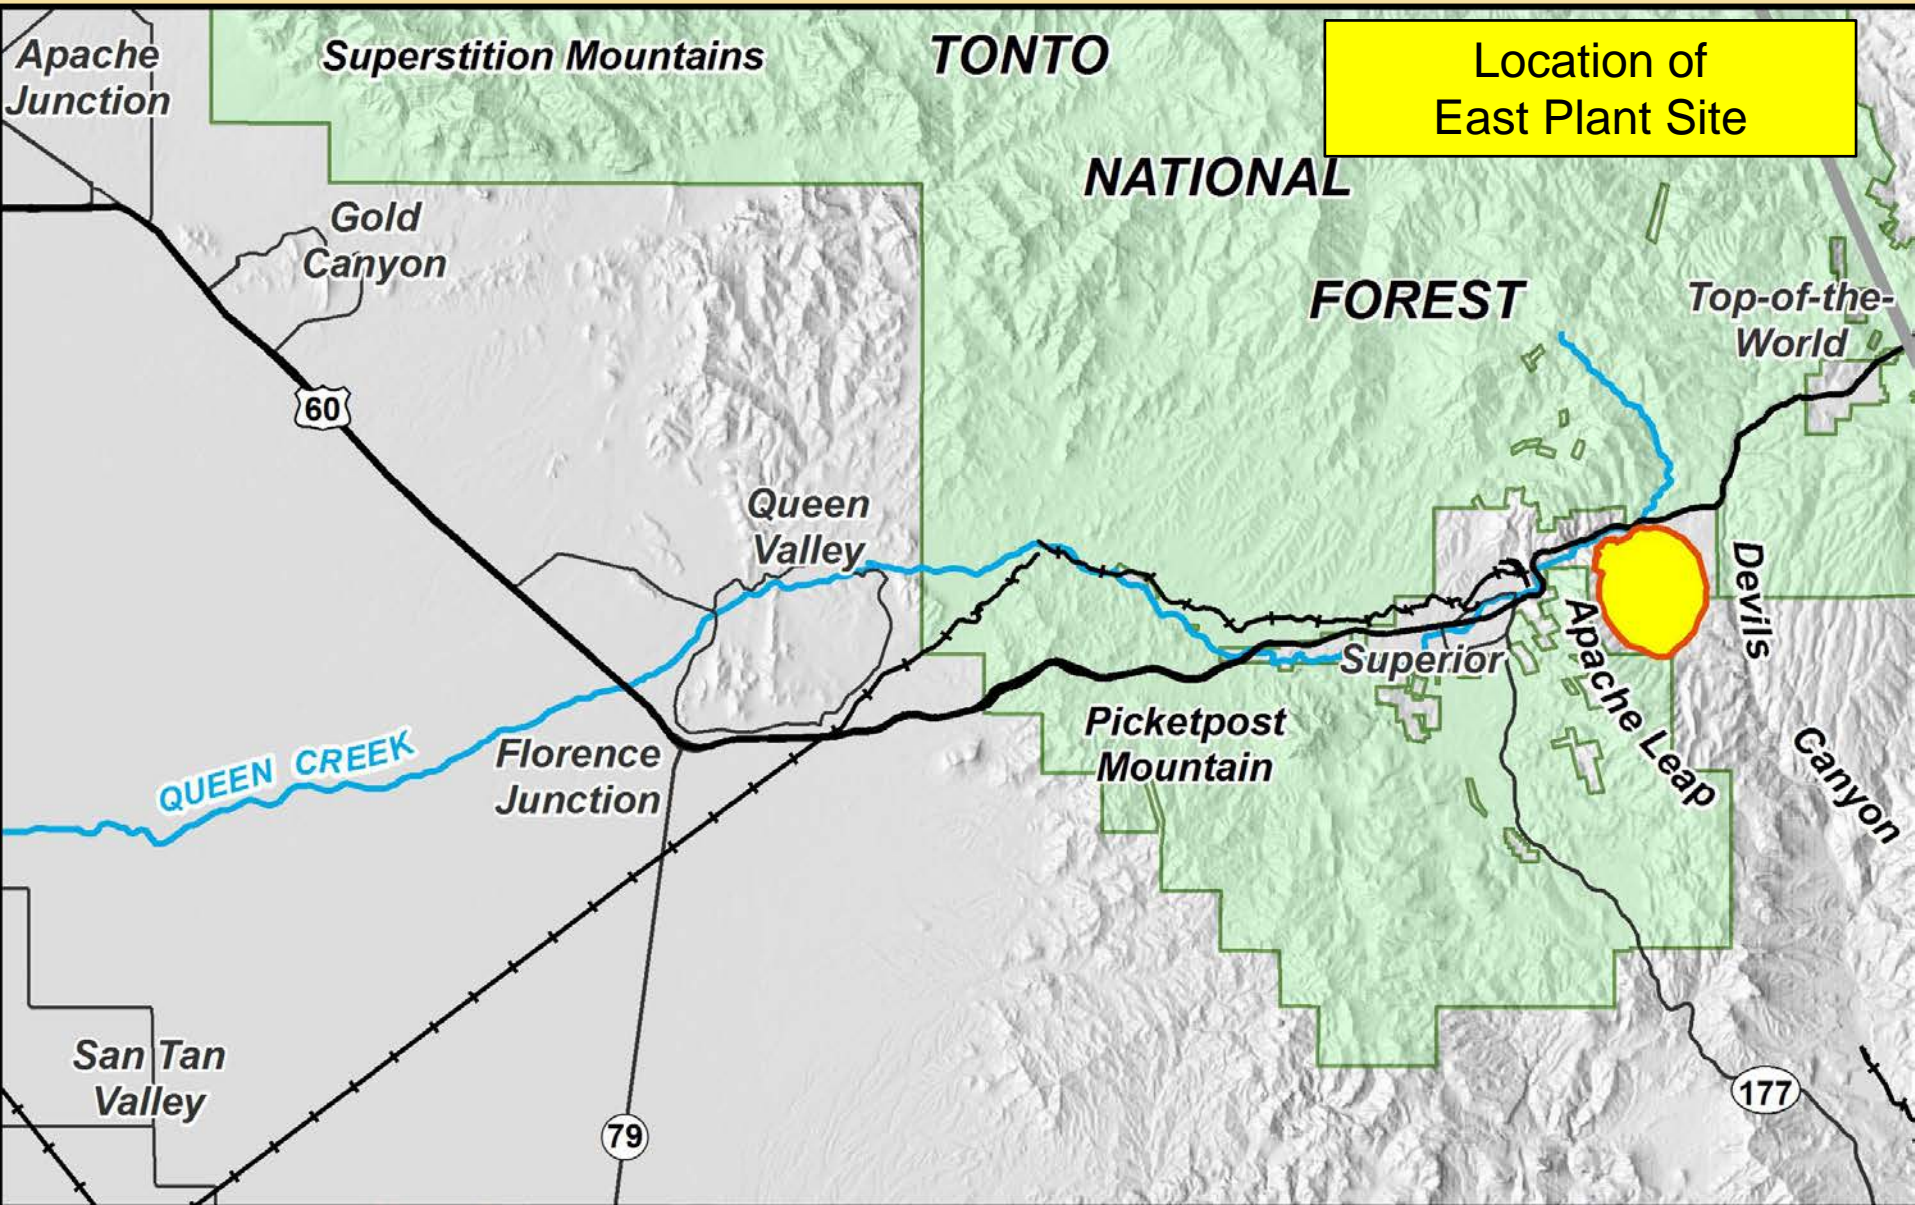 Apache
Junction
Superstition Mountains
TONTO
Location of
East Plant Site
NATIONAL
Gold
Canyon
FOREST
Top-of-the-
World
60
Queen
Valley
Devils
Apache Leap
Superior
Picketpost
Mountain
Canyon
QUEEN CREEK
Florence
Junction
San Tan
Valley
177
79